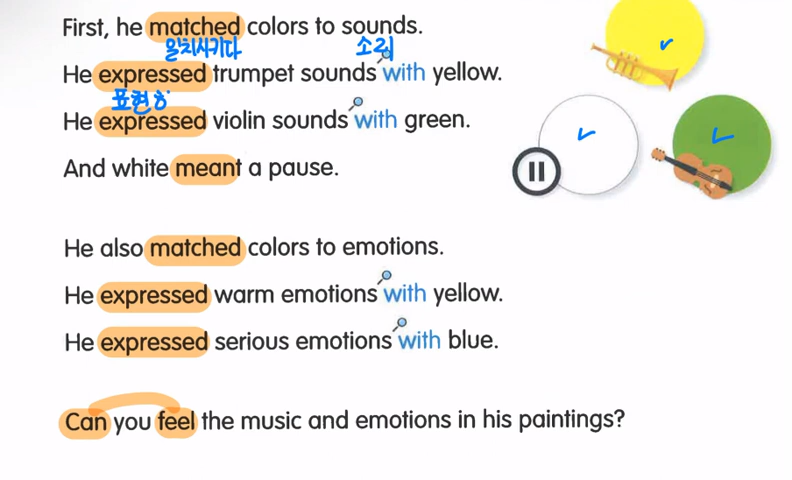 First, he matched colors to sounds.
일치시키다 소리
He expressed trumpet sounds with yellow.
표현하
He expressed violin sounds with green.
And white meant a pause.
He also matched colors to emotions.
He expressed warm emotions with yellow.
He expressed serious emotions with blue.
Can you feel the music and emotions in his paintings?